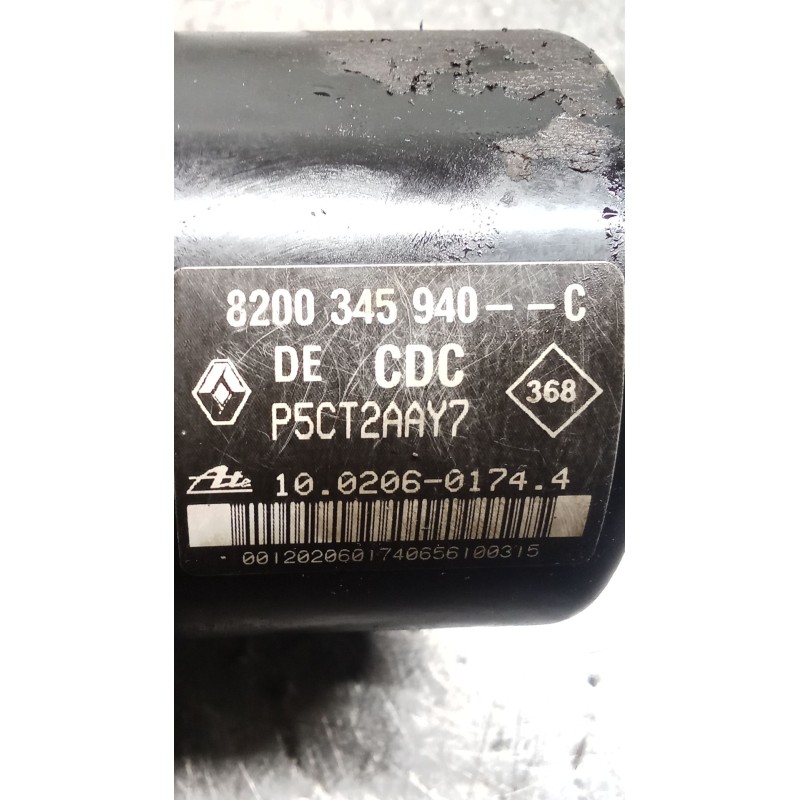 8200 345 940--C
DE CDC
368
P5CT2AAY7
Ate 10.0206-0174.4
0012020601740656100315